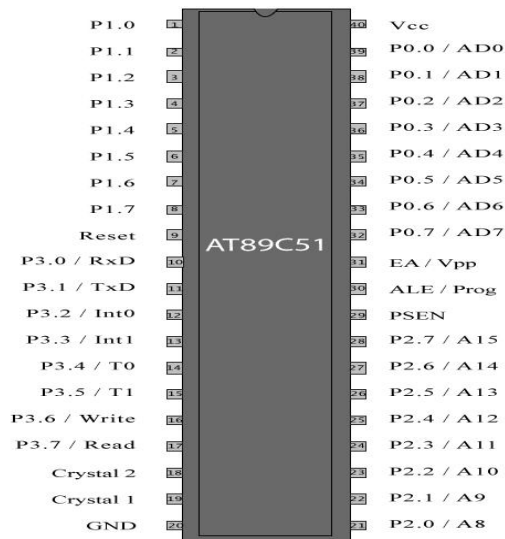 P1.0 1 40 Vcc
P1.1 2 39 P0.0 / AD0
P1.2 3 38 P0.1 / AD1
P1.3 4 37 P0.2 / AD2
P1.4 5 36 P0.3 / AD3
P1.5 6 35 P0.4 / AD4
P1.6 7 34 P0.5 / AD5
P1.7 8 33 P0.6 / AD6
Reset 9 32 P0.7 / AD7
AT89C51
P3.0 / RxD 10 31 EA / Vpp
P3.1 / TxD 11 30 ALE / Prog
P3.2 / Int0 12 29 PSEN
P3.3 / Int1 13 28 P2.7 / A15
P3.4 / T0 14 27 P2.6 / A14
P3.5 / T1 15 26 P2.5 / A13
P3.6 / Write 16 25 P2.4 / A12
P3.7 / Read 17 24 P2.3 / A11
Crystal 2 18 23 P2.2 / A10
Crystal 1 19 22 P2.1 / A9
GND 20 21 P2.0 / A8